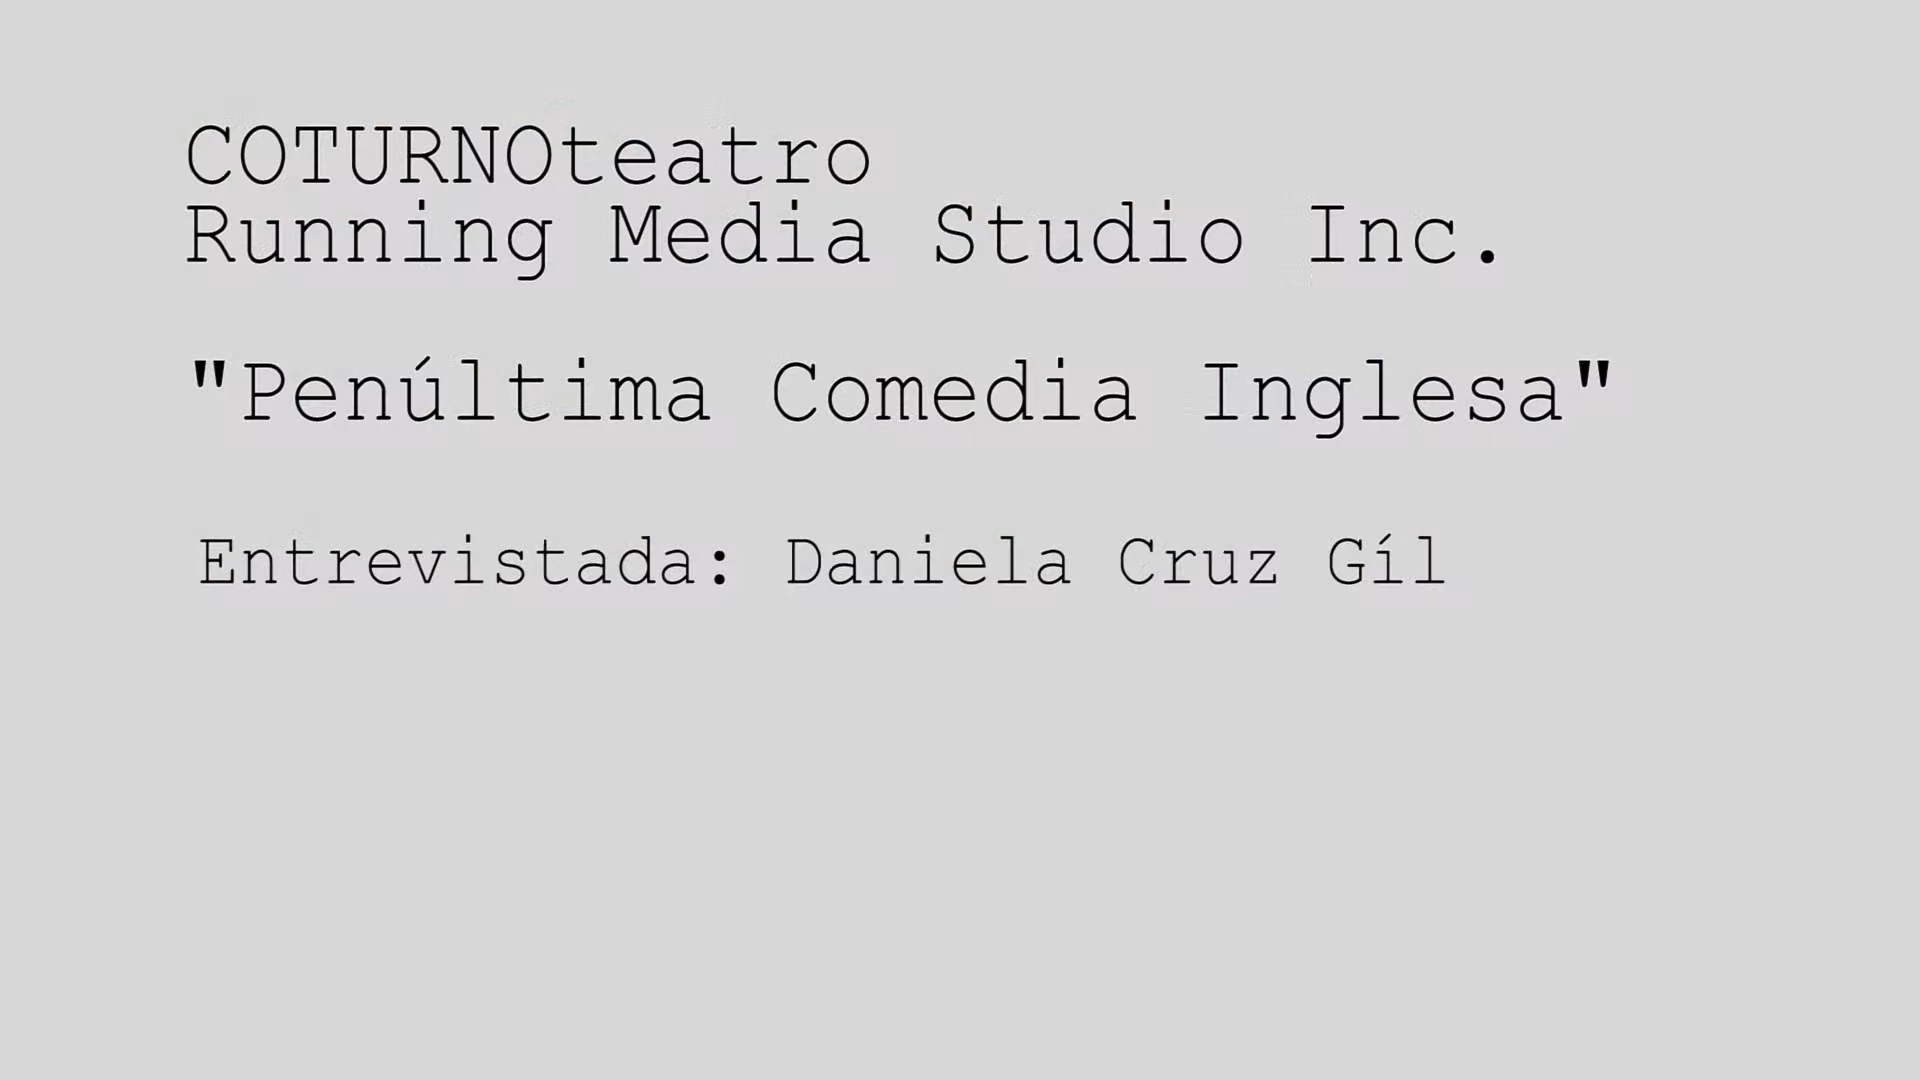 COTURNOteatro
Running Media Studio Inc.
"Penúltima Comedia Inglesa"
Entrevistada: Daniela Cruz Gíl